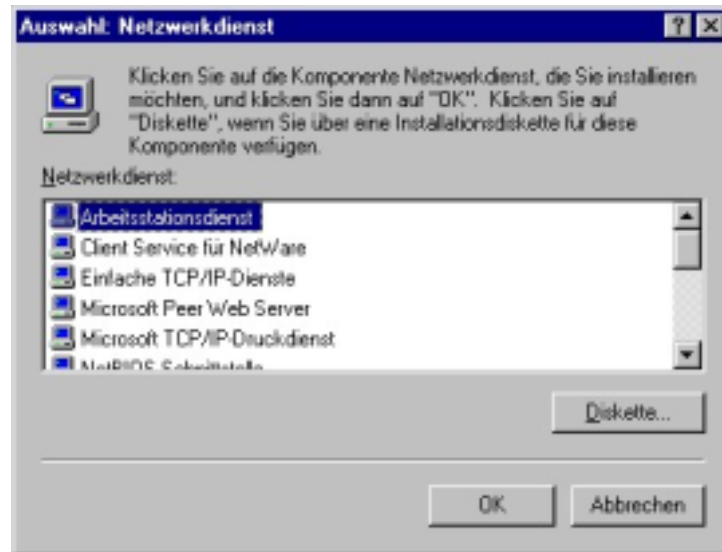 Auswahl: Netzwerkdienst
Klicken Sie auf die Komponente Netzwerkdienst, die Sie installieren
möchten, und klicken Sie dann auf "OK". Klicken Sie auf
"Diskette", wenn Sie über eine Installationsdiskette für diese
Komponente verfügen.
Netzwerkdienst:
Arbeitsstationsdienst
Client Service für NetWare
Einfache TCP/IP-Dienste
Microsoft Peer Web Server
Microsoft TCP/IP-Druckdienst
NetBIOS Schnittstelle
Diskette...
OK
Abbrechen